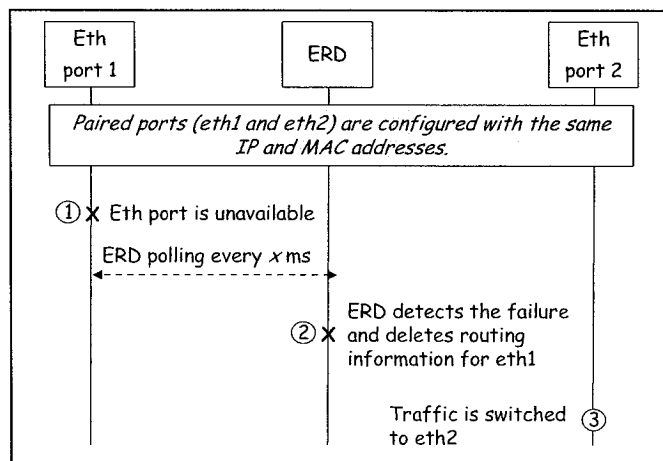 Eth
port 1
ERD
Eth
port 2
Paired ports (eth1 and eth2) are configured with the same
IP and MAC addresses.
1 Eth port is unavailable
ERD polling every x ms
ERD detects the failure
2 and deletes routing
information for eth1
Traffic is switched 3
to eth2